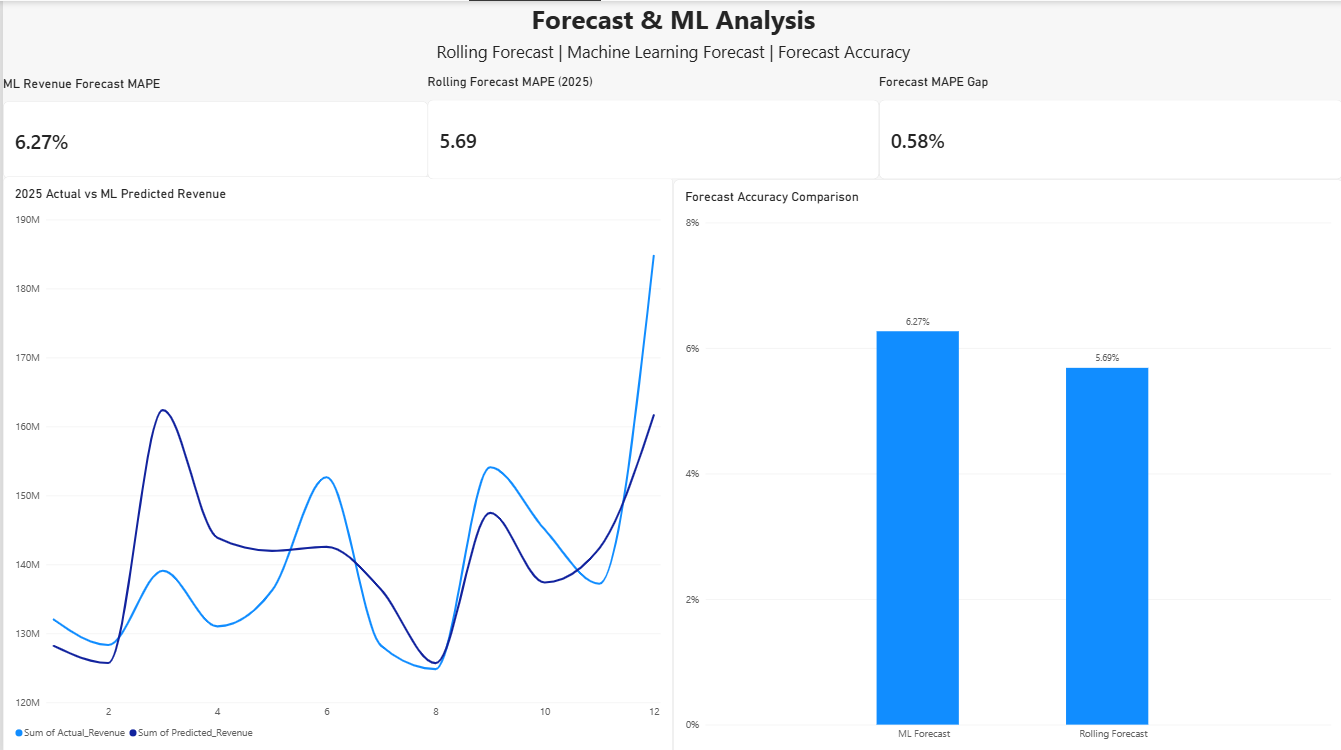 Forecast & ML Analysis
Rolling Forecast | Machine Learning Forecast | Forecast Accuracy
ML Revenue Forecast MAPE
6.27%
Rolling Forecast MAPE (2025)
5.69
Forecast MAPE Gap
0.58%
2025 Actual vs ML Predicted Revenue
190M
180M
170M
160M
150M
140M
130M
120M
2 4 6 8 10 12
Sum of Actual_Revenue Sum of Predicted_Revenue
Forecast Accuracy Comparison
8%
6%
4%
2%
0%
6.27%
5.69%
ML Forecast Rolling Forecast